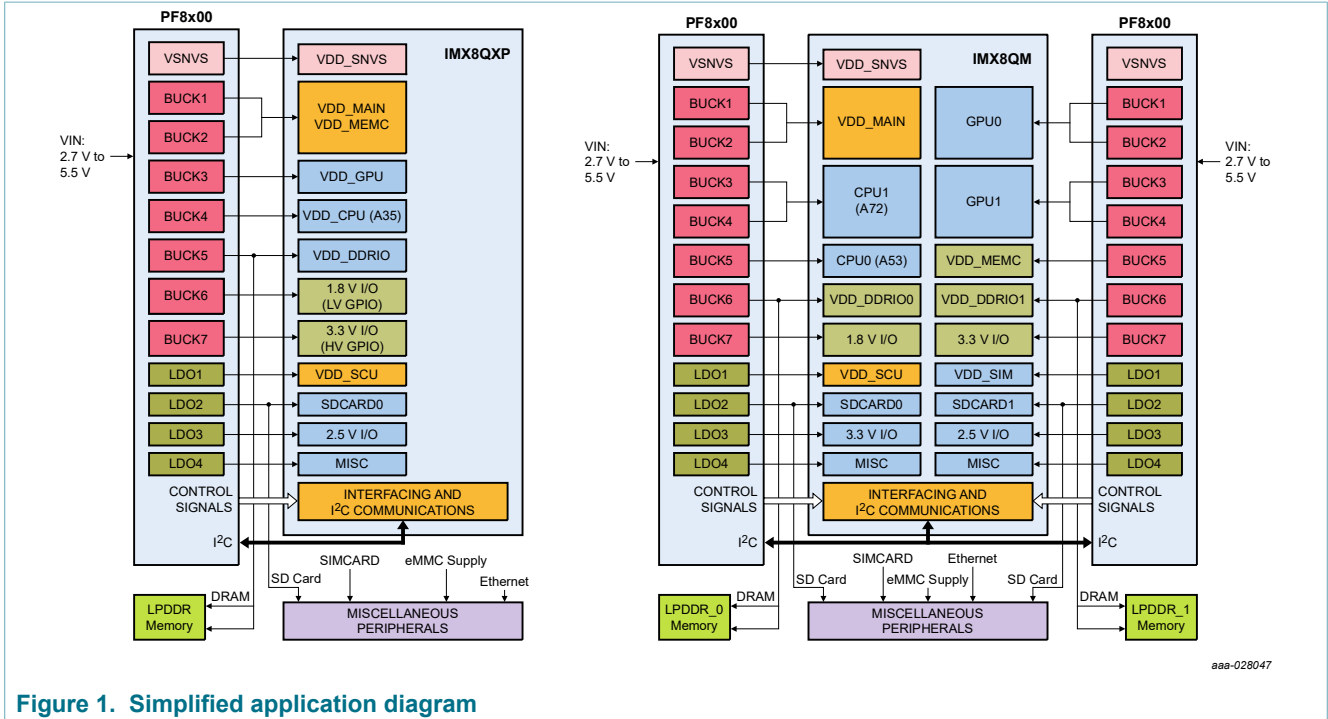 PF8x00
IMX8QXP
VIN:
2.7 V to
5.5 V
VSNVS
VDD_SNVS
BUCK1
BUCK2
VDD_MAIN
VDD_MEMC
BUCK3
VDD_GPU
BUCK4
VDD_CPU (A35)
BUCK5
VDD_DDRIO
BUCK6
1.8 V I/O
(LV GPIO)
BUCK7
3.3 V I/O
(HV GPIO)
LDO1
VDD_SCU
LDO2
SDCARD0
LDO3
2.5 V I/O
LDO4
MISC
CONTROL
SIGNALS
INTERFACING AND
I2C COMMUNICATIONS
I2C
SIMCARD
eMMC Supply
SD Card
Ethernet
DRAM
LPDDR
Memory
MISCELLANEOUS
PERIPHERALS
PF8x00
PF8x00
IMX8QM
VIN:
2.7 V to
5.5 V
VSNVS
VDD_SNVS
VSNVS
BUCK1
BUCK2
VDD_MAIN
GPU0
BUCK1
BUCK2
VIN:
2.7 V to
5.5 V
BUCK3
BUCK4
CPU1
(A72)
GPU1
BUCK3
BUCK4
BUCK5
CPU0 (A53)
VDD_MEMC
BUCK5
BUCK6
VDD_DDRIO0
VDD_DDRIO1
BUCK6
BUCK7
1.8 V I/O
3.3 V I/O
BUCK7
LDO1
VDD_SCU
VDD_SIM
LDO1
LDO2
SDCARD0
SDCARD1
LDO2
LDO3
3.3 V I/O
2.5 V I/O
LDO3
LDO4
MISC
MISC
LDO4
CONTROL
SIGNALS
INTERFACING AND
I2C COMMUNICATIONS
CONTROL
SIGNALS
I2C
I2C
SIMCARD
Ethernet
SD Card
eMMC Supply
SD Card
DRAM
LPDDR_0
Memory
MISCELLANEOUS
PERIPHERALS
DRAM
LPDDR_1
Memory
aaa-028047
Figure 1. Simplified application diagram